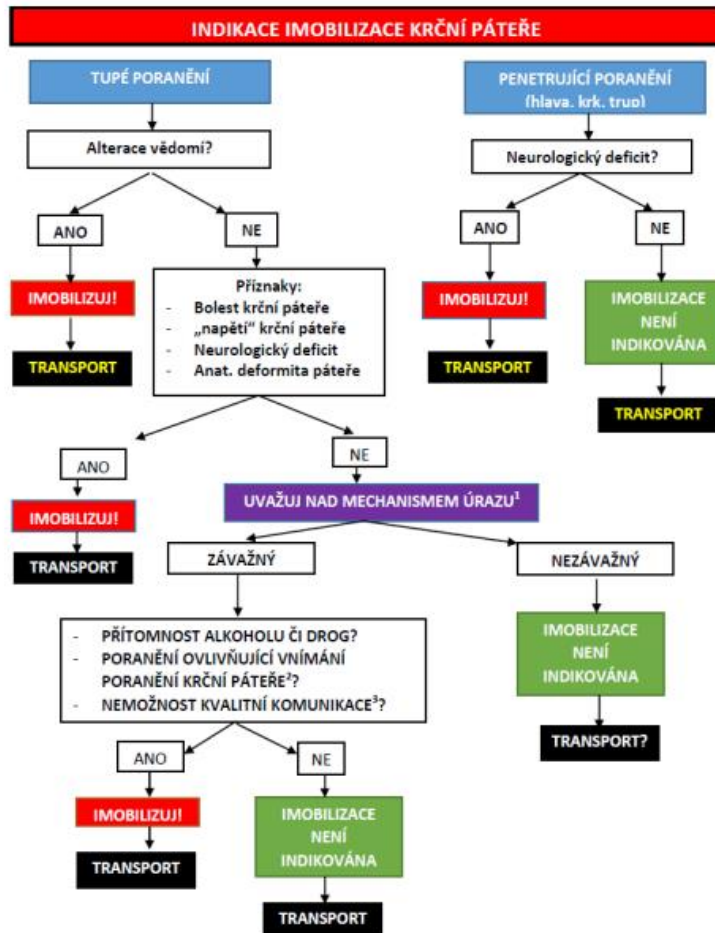 INDIKACE IMOBILIZACE KRČNÍ PÁTEŘE
TUPÉ PORANĚNÍ
Alterace vědomí?
ANO
NE
IMOBILIZUJ!
TRANSPORT
Příznaky:
- Bolest krční páteře
- „napětí“ krční páteře
- Neurologický deficit
- Anat. deformita páteře
PENETRUJÍCÍ PORANĚNÍ
(hlava, krk, trup)
Neurologický deficit?
ANO
NE
IMOBILIZUJ!
TRANSPORT
IMOBILIZACE
NENÍ
INDIKOVÁNA
TRANSPORT
ANO
NE
IMOBILIZUJ!
TRANSPORT
UVAŽUJ NAD MECHANISMEM ÚRAZU¹
ZÁVAŽNÝ
NEZÁVAŽNÝ
- PŘÍTOMNOST ALKOHOLU ČI DROG?
- PORANĚNÍ OVLIVŇUJÍCÍ VNÍMÁNÍ
PORANĚNÍ KRČNÍ PÁTEŘE²?
- NEMOŽNOST KVALITNÍ KOMUNIKACE³?
IMOBILIZACE
NENÍ
INDIKOVÁNA
TRANSPORT?
ANO
NE
IMOBILIZUJ!
TRANSPORT
IMOBILIZACE
NENÍ
INDIKOVÁNA
TRANSPORT